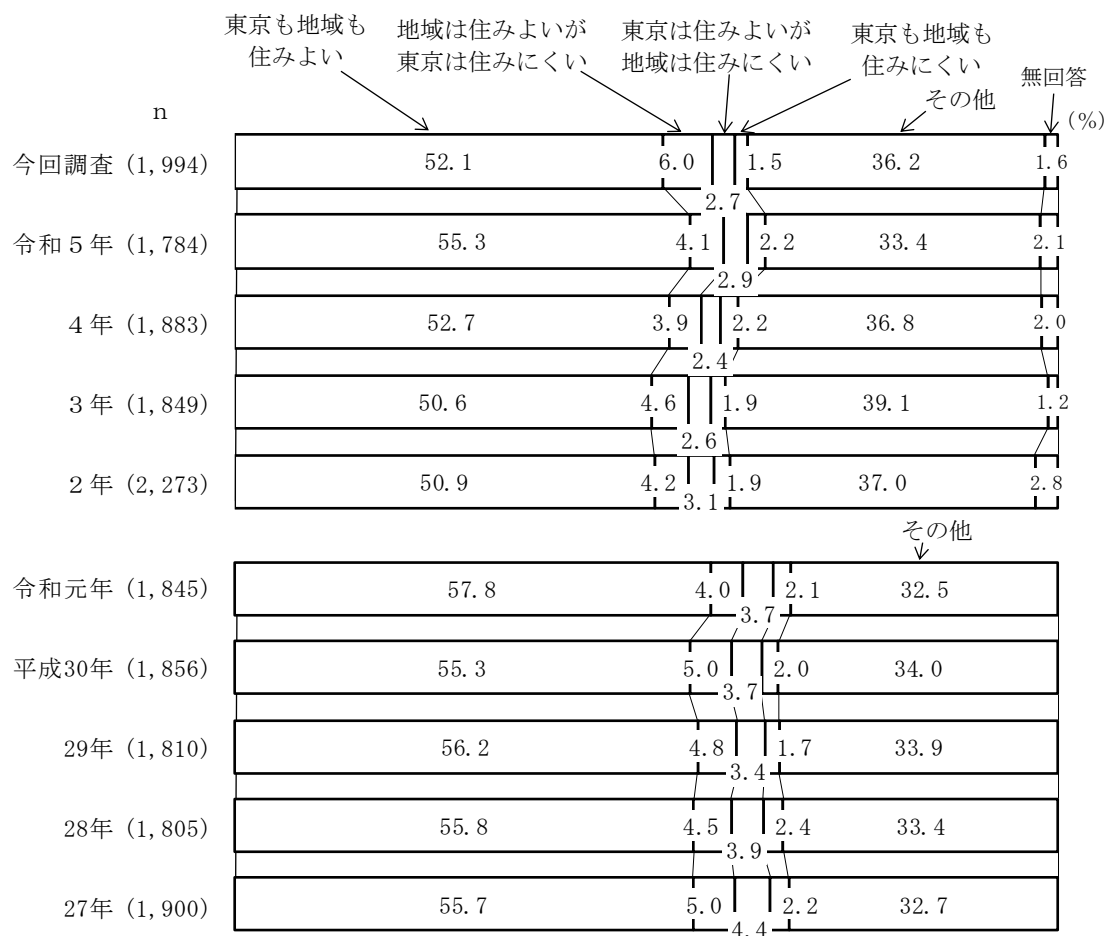 東京も地域も
住みよい
地域は住みよいが
東京は住みにくい
東京は住みよいが
地域は住みにくい
東京も地域も
住みにくい
その他
無回答
n
(%)
今回調査 (1,994) 52.1 6.0 2.7 1.5 36.2 1.6
令和5年 (1,784) 55.3 4.1 2.9 2.2 33.4 2.1
4年 (1,883) 52.7 3.9 2.4 2.2 36.8 2.0
3年 (1,849) 50.6 4.6 2.6 1.9 39.1 1.2
2年 (2,273) 50.9 4.2 3.1 1.9 37.0 2.8
その他
令和元年 (1,845) 57.8 4.0 3.7 2.1 32.5
平成30年 (1,856) 55.3 5.0 3.7 2.0 34.0
29年 (1,810) 56.2 4.8 3.4 1.7 33.9
28年 (1,805) 55.8 4.5 3.9 2.4 33.4
27年 (1,900) 55.7 5.0 4.4 2.2 32.7